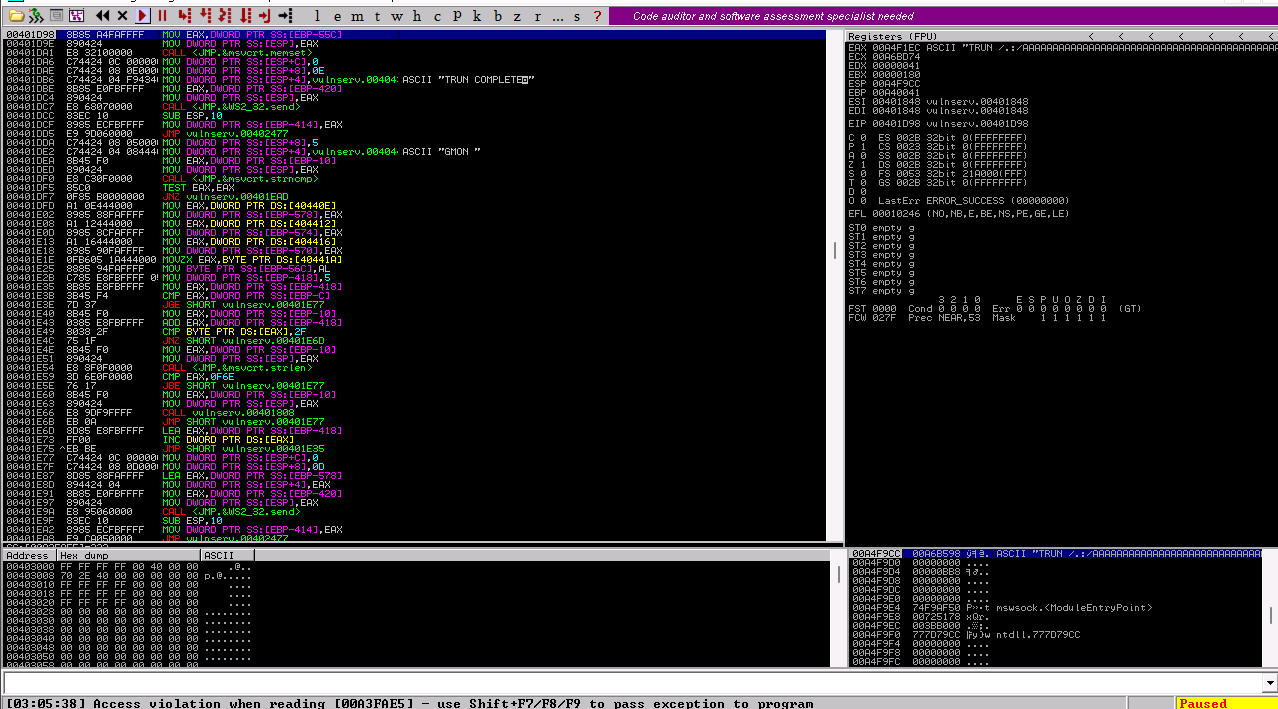 l e m t w h c P k b z r ... s ?
Code auditor and software assessment specialist needed
00401D98 8B85 A4FAFFFF MOV EAX,DWORD PTR SS:[EBP-55C]
00401D9E 890424 MOV DWORD PTR SS:[ESP],EAX
00401DA1 E8 32100000 CALL <JMP.&msvcrt.memset>
00401DA6 C74424 0C 00000 MOV DWORD PTR SS:[ESP+C],0
00401DAE C74424 08 0E000 MOV DWORD PTR SS:[ESP+8],0E
00401DB6 C74424 04 F9434 MOV DWORD PTR SS:[ESP+4],vulnserv.00404 ASCII "TRUN COMPLETE"
00401DBE 8B85 E0FBFFFF MOV EAX,DWORD PTR SS:[EBP-420]
00401DC4 890424 MOV DWORD PTR SS:[ESP],EAX
00401DC7 E8 68070000 CALL <JMP.&WS2_32.send>
00401DCC 83EC 10 SUB ESP,10
00401DCF 8985 ECFBFFFF MOV DWORD PTR SS:[EBP-414],EAX
00401DD5 E9 9D060000 JMP vulnserv.00402477
00401DDA C74424 08 05000 MOV DWORD PTR SS:[ESP+8],5
00401DE2 C74424 04 08444 MOV DWORD PTR SS:[ESP+4],vulnserv.00404 ASCII "GMON "
00401DEA 8B45 F0 MOV EAX,DWORD PTR SS:[EBP-10]
00401DED 890424 MOV DWORD PTR SS:[ESP],EAX
00401DF0 E8 C30F0000 CALL <JMP.&msvcrt.strncmp>
00401DF5 85C0 TEST EAX,EAX
00401DF7 0F85 B0000000 JNZ vulnserv.00401EAD
00401DFD A1 0E444000 MOV EAX,DWORD PTR DS:[40440E]
00401E02 8985 88FAFFFF MOV DWORD PTR SS:[EBP-578],EAX
00401E08 A1 12444000 MOV EAX,DWORD PTR DS:[404412]
00401E0D 8985 8CFAFFFF MOV DWORD PTR SS:[EBP-574],EAX
00401E13 A1 16444000 MOV EAX,DWORD PTR DS:[404416]
00401E18 8985 90FAFFFF MOV DWORD PTR SS:[EBP-570],EAX
00401E1E 0FB605 1A444000 MOVZX EAX,BYTE PTR DS:[40441A]
00401E25 8885 94FAFFFF MOV BYTE PTR SS:[EBP-56C],AL
00401E2B C785 E8FBFFFF 05 MOV DWORD PTR SS:[EBP-418],5
00401E35 8B85 E8FBFFFF MOV EAX,DWORD PTR SS:[EBP-418]
00401E3B 3B45 F4 CMP EAX,DWORD PTR SS:[EBP-C]
00401E3E 7D 37 JGE SHORT vulnserv.00401E77
00401E40 8B45 F0 MOV EAX,DWORD PTR SS:[EBP-10]
00401E43 0385 E8FBFFFF ADD EAX,DWORD PTR SS:[EBP-418]
00401E49 8038 2F CMP BYTE PTR DS:[EAX],2F
00401E4C 75 1F JNZ SHORT vulnserv.00401E6D
00401E4E 8B45 F0 MOV EAX,DWORD PTR SS:[EBP-10]
00401E51 890424 MOV DWORD PTR SS:[ESP],EAX
00401E54 E8 8F0F0000 CALL <JMP.&msvcrt.strlen>
00401E59 3D 6E0F0000 CMP EAX,0F6E
00401E5E 76 17 JBE SHORT vulnserv.00401E77
00401E60 8B45 F0 MOV EAX,DWORD PTR SS:[EBP-10]
00401E63 890424 MOV DWORD PTR SS:[ESP],EAX
00401E66 E8 9DF9FFFF CALL vulnserv.00401808
00401E6B EB 0A JMP SHORT vulnserv.00401E77
00401E6D 8D85 E8FBFFFF LEA EAX,DWORD PTR SS:[EBP-418]
00401E73 FF00 INC DWORD PTR DS:[EAX]
00401E75 ^EB BE JMP SHORT vulnserv.00401E35
00401E77 C74424 0C 00000 MOV DWORD PTR SS:[ESP+C],0
00401E7F C74424 08 0D000 MOV DWORD PTR SS:[ESP+8],0D
00401E87 8D85 88FAFFFF LEA EAX,DWORD PTR SS:[EBP-578]
00401E8D 894424 04 MOV DWORD PTR SS:[ESP+4],EAX
00401E91 8B85 E0FBFFFF MOV EAX,DWORD PTR SS:[EBP-420]
00401E97 890424 MOV DWORD PTR SS:[ESP],EAX
00401E9A E8 95060000 CALL <JMP.&WS2_32.send>
00401E9F 83EC 10 SUB ESP,10
00401EA2 8985 ECFBFFFF MOV DWORD PTR SS:[EBP-414],EAX
00401EA8 E9 CA050000 JMP vulnserv.00402477
Registers (FPU) < < < < < < <
EAX 00A4F1EC ASCII "TRUN /.:/AAAAAAAAAAAAAAAAAAAAAAAAAAAAAAAAAAAAAA
ECX 00A6BD74
EDX 00000041
EBX 00000180
ESP 00A4F9CC
EBP 00A40041
ESI 00401848 vulnserv.00401848
EDI 00401848 vulnserv.00401848
EIP 00401D98 vulnserv.00401D98
C 0 ES 002B 32bit 0(FFFFFFFF)
P 1 CS 0023 32bit 0(FFFFFFFF)
A 0 SS 002B 32bit 0(FFFFFFFF)
Z 1 DS 002B 32bit 0(FFFFFFFF)
S 0 FS 0053 32bit 21A000(FFF)
T 0 GS 002B 32bit 0(FFFFFFFF)
D 0
O 0 LastErr ERROR_SUCCESS (00000000)
EFL 00010246 (NO,NB,E,BE,NS,PE,GE,LE)
ST0 empty g
ST1 empty g
ST2 empty g
ST3 empty g
ST4 empty g
ST5 empty g
ST6 empty g
ST7 empty g
3 2 1 0 E S P U O Z D I
FST 0000 Cond 0 0 0 0 Err 0 0 0 0 0 0 0 0 (GT)
FCW 027F Prec NEAR,53 Mask 1 1 1 1 1 1
Address Hex dump ASCII
00403000 FF FF FF FF 00 40 00 00 .@..
00403008 70 2E 40 00 00 00 00 00 p.@.....
00403010 FF FF FF FF 00 00 00 00 ....
00403018 FF FF FF FF 00 00 00 00 ....
00403020 FF FF FF FF 00 00 00 00 ....
00403028 00 00 00 00 00 00 00 00 ........
00403030 00 00 00 00 00 00 00 00 ........
00403038 00 00 00 00 00 00 00 00 ........
00403040 00 00 00 00 00 00 00 00 ........
00403048 00 00 00 00 00 00 00 00 ........
00403050 00 00 00 00 00 00 00 00 ........
00403058 00 00 00 00 00 00 00 00 ........
00A4F9CC 00A6B598 ASCII "TRUN /.:/AAAAAAAAAAAAAAAAAAAAAAAAAAAA
00A4F9D0 00000000 ....
00A4F9D4 00000BB8
00A4F9D8 00000000 ....
00A4F9DC 00000000 ....
00A4F9E0 00000000 ....
00A4F9E4 74F9AF50 mswsock.<ModuleEntryPoint>
00A4F9E8 00725178 xQr.
00A4F9EC 003BB000
00A4F9F0 777D79CC ntdll.777D79CC
00A4F9F4 00000000 ....
00A4F9F8 00000000 ....
00A4F9FC 00000000 ....
[03:05:38] Access violation when reading [00A3FAE5] - use Shift+F7/F8/F9 to pass exception to program
Paused